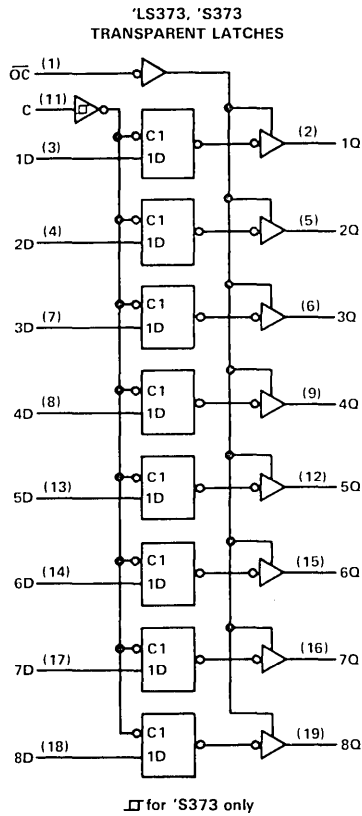 'LS373, 'S373
TRANSPARENT LATCHES
OC (1)
C (11)
C1 (2) 1Q
1D (3) 1D
C1 (5) 2Q
2D (4) 1D
C1 (6) 3Q
3D (7) 1D
C1 (9) 4Q
4D (8) 1D
C1 (12) 5Q
5D (13) 1D
C1 (15) 6Q
6D (14) 1D
C1 (16) 7Q
7D (17) 1D
C1 (19) 8Q
8D (18) 1D
for 'S373 only